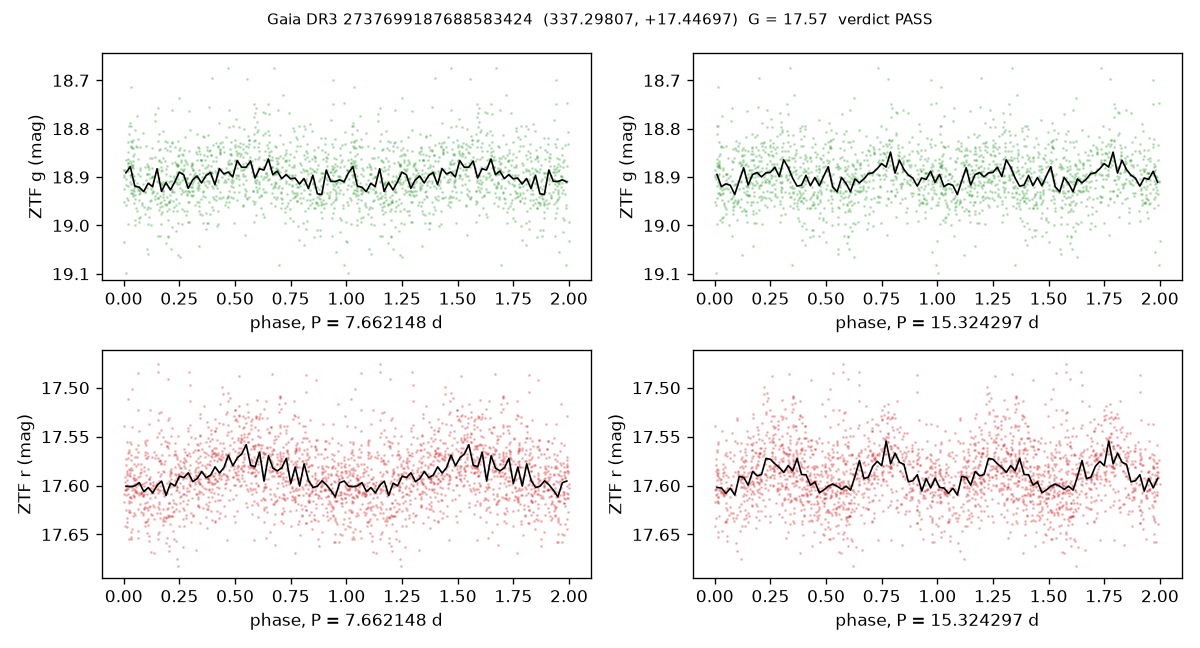 Gaia DR3 2737699187688583424 (337.29807, +17.44697) G = 17.57 verdict PASS
ZTF g (mag)
18.7
18.8
18.9
19.0
19.1
0.00 0.25 0.50 0.75 1.00 1.25 1.50 1.75 2.00
phase, P = 7.662148 d
ZTF g (mag)
18.7
18.8
18.9
19.0
19.1
0.00 0.25 0.50 0.75 1.00 1.25 1.50 1.75 2.00
phase, P = 15.324297 d
ZTF r (mag)
17.50
17.55
17.60
17.65
0.00 0.25 0.50 0.75 1.00 1.25 1.50 1.75 2.00
phase, P = 7.662148 d
ZTF r (mag)
17.50
17.55
17.60
17.65
0.00 0.25 0.50 0.75 1.00 1.25 1.50 1.75 2.00
phase, P = 15.324297 d